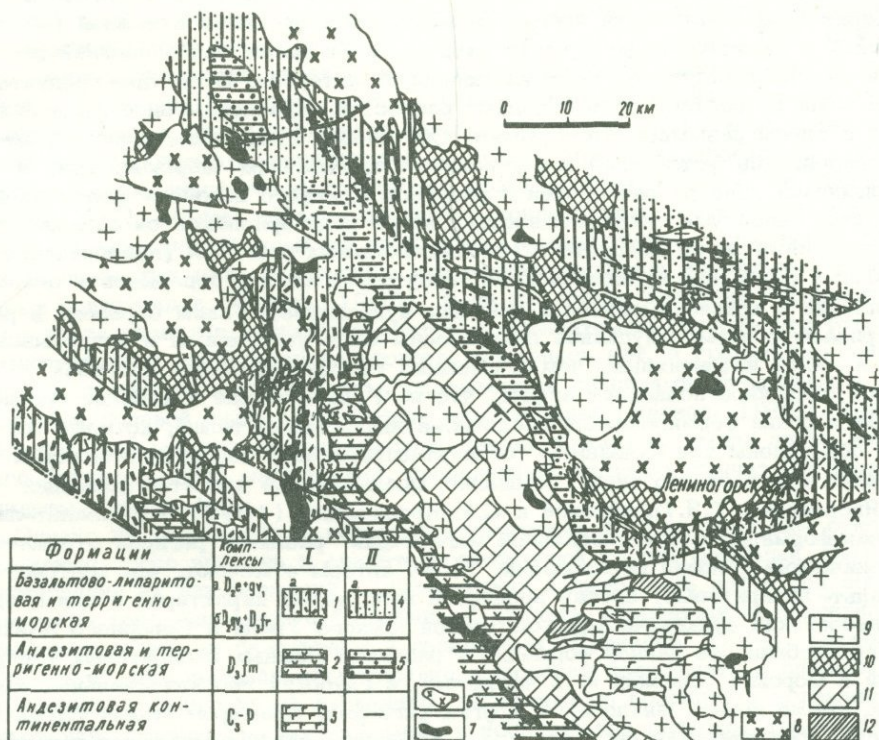 0 10 20 км
Лениногорск
Формации
Комп-
лексы
I
II
Базальтово-липарито-
вая и терригенно-
морская
а D₂e+gv₁
б D₂gv₂+D₃fr
а
б
1
а
б
4
Андезитовая и тер-
ригенно-морская
D₃fm
2
5
Андезитовая кон-
тинентальная
C₃-P
3
—
6
7
8
9
10
11
12